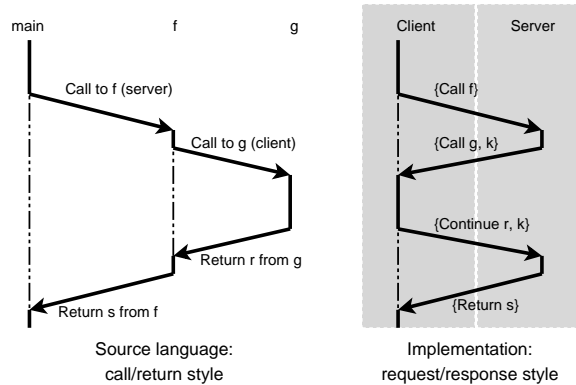 main f g
Call to f (server)
Call to g (client)
Return r from g
Return s from f
Source language:
call/return style
Client Server
{Call f}
{Call g, k}
{Continue r, k}
{Return s}
Implementation:
request/response style